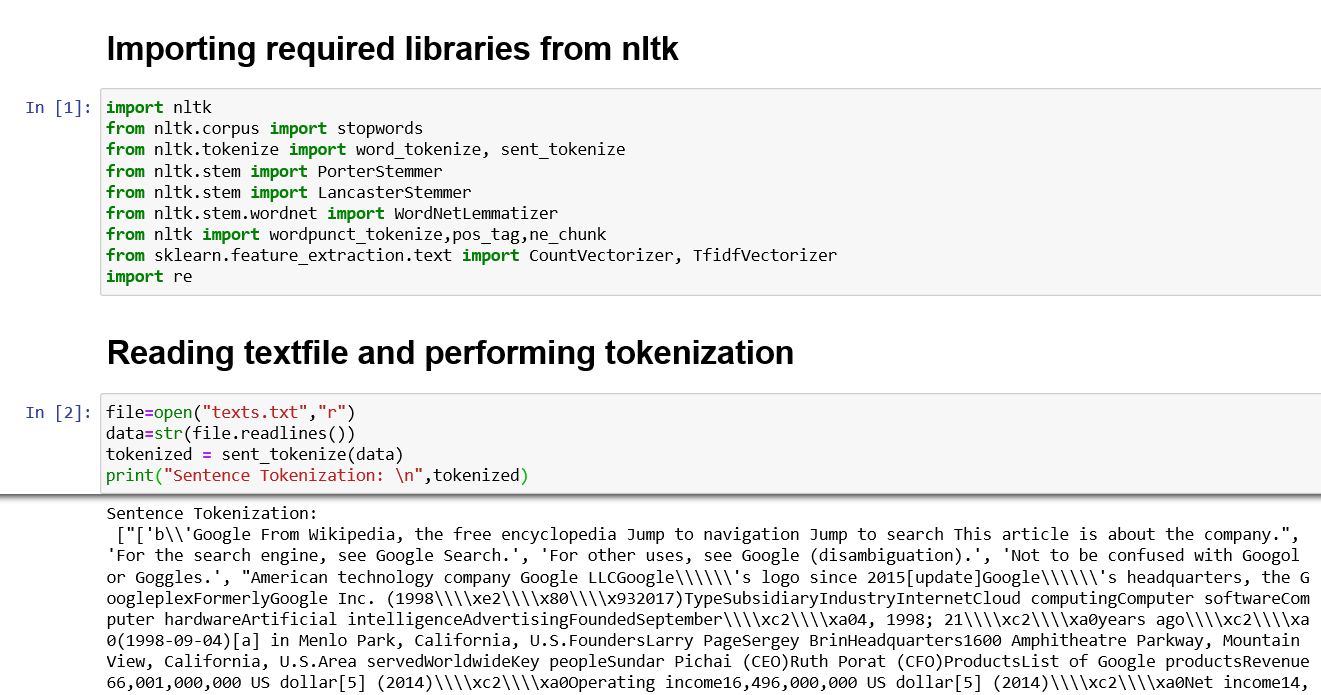 Importing required libraries from nltk
In [1]: import nltk
from nltk.corpus import stopwords
from nltk.tokenize import word_tokenize, sent_tokenize
from nltk.stem import PorterStemmer
from nltk.stem import LancasterStemmer
from nltk.stem.wordnet import WordNetLemmatizer
from nltk import wordpunct_tokenize,pos_tag,ne_chunk
from sklearn.feature_extraction.text import CountVectorizer, TfidfVectorizer
import re
Reading textfile and performing tokenization
In [2]: file=open("texts.txt","r")
data=str(file.readlines())
tokenized = sent_tokenize(data)
print("Sentence Tokenization: \n",tokenized)
Sentence Tokenization:
["['b\\'Google From Wikipedia, the free encyclopedia Jump to navigation Jump to search This article is about the company.",
'For the search engine, see Google Search.', 'For other uses, see Google (disambiguation).', 'Not to be confused with Googol
or Goggles.', "American technology company Google LLCGoogle\\\\\\'s logo since 2015[update]Google\\\\\\'s headquarters, the G
oogleplexFormerlyGoogle Inc. (1998\\\\xe2\\\\x80\\\\x932017)TypeSubsidiaryIndustryInternetCloud computingComputer softwareCom
puter hardwareArtificial intelligenceAdvertisingFoundedSeptember\\\\xc2\\\\xa04, 1998; 21\\\\xc2\\\\xa0years ago\\\\xc2\\\\xa
0(1998-09-04)[a] in Menlo Park, California, U.S.FoundersLarry PageSergey BrinHeadquarters1600 Amphitheatre Parkway, Mountain
View, California, U.S.Area servedWorldwideKey peopleSundar Pichai (CEO)Ruth Porat (CFO)ProductsList of Google productsRevenue
66,001,000,000 US dollar[5] (2014)\\\\xc2\\\\xa0Operating income16,496,000,000 US dollar[5] (2014)\\\\xc2\\\\xa0Net income14,